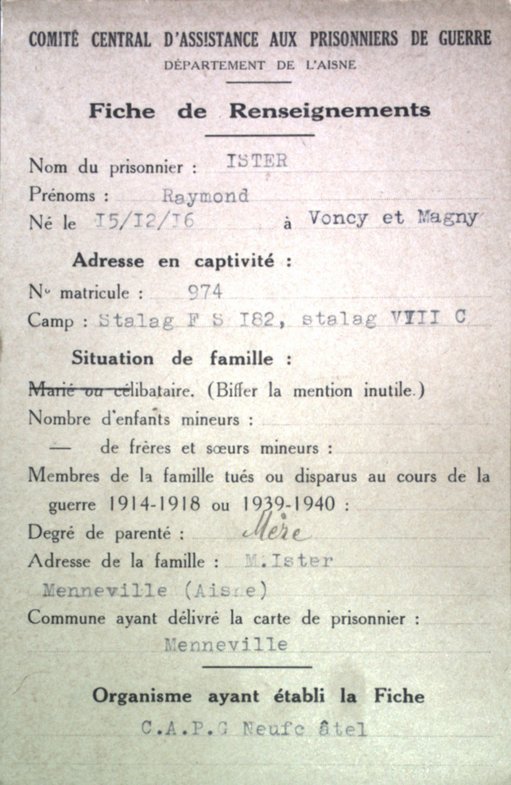 COMITÉ CENTRAL D'ASSISTANCE AUX PRISONNIERS DE GUERRE
DÉPARTEMENT DE L'AISNE
Fiche de Renseignements
Nom du prisonnier : ISTER
Prénoms : Raymond
Né le I5/I2/I6 à Voncy et Magny
Adresse en captivité :
No matricule : 974
Camp : Stalag F S I82, stalag VIII C
Situation de famille :
Marié ou célibataire. (Biffer la mention inutile.)
Nombre d'enfants mineurs :
— de frères et sœurs mineurs :
Membres de la famille tués ou disparus au cours de la
guerre 1914-1918 ou 1939-1940 :
Degré de parenté : Mère
Adresse de la famille : M.Ister
Menneville (Aisne)
Commune ayant délivré la carte de prisonnier :
Menneville
Organisme ayant établi la Fiche
C.A.P.G Neufc âtel